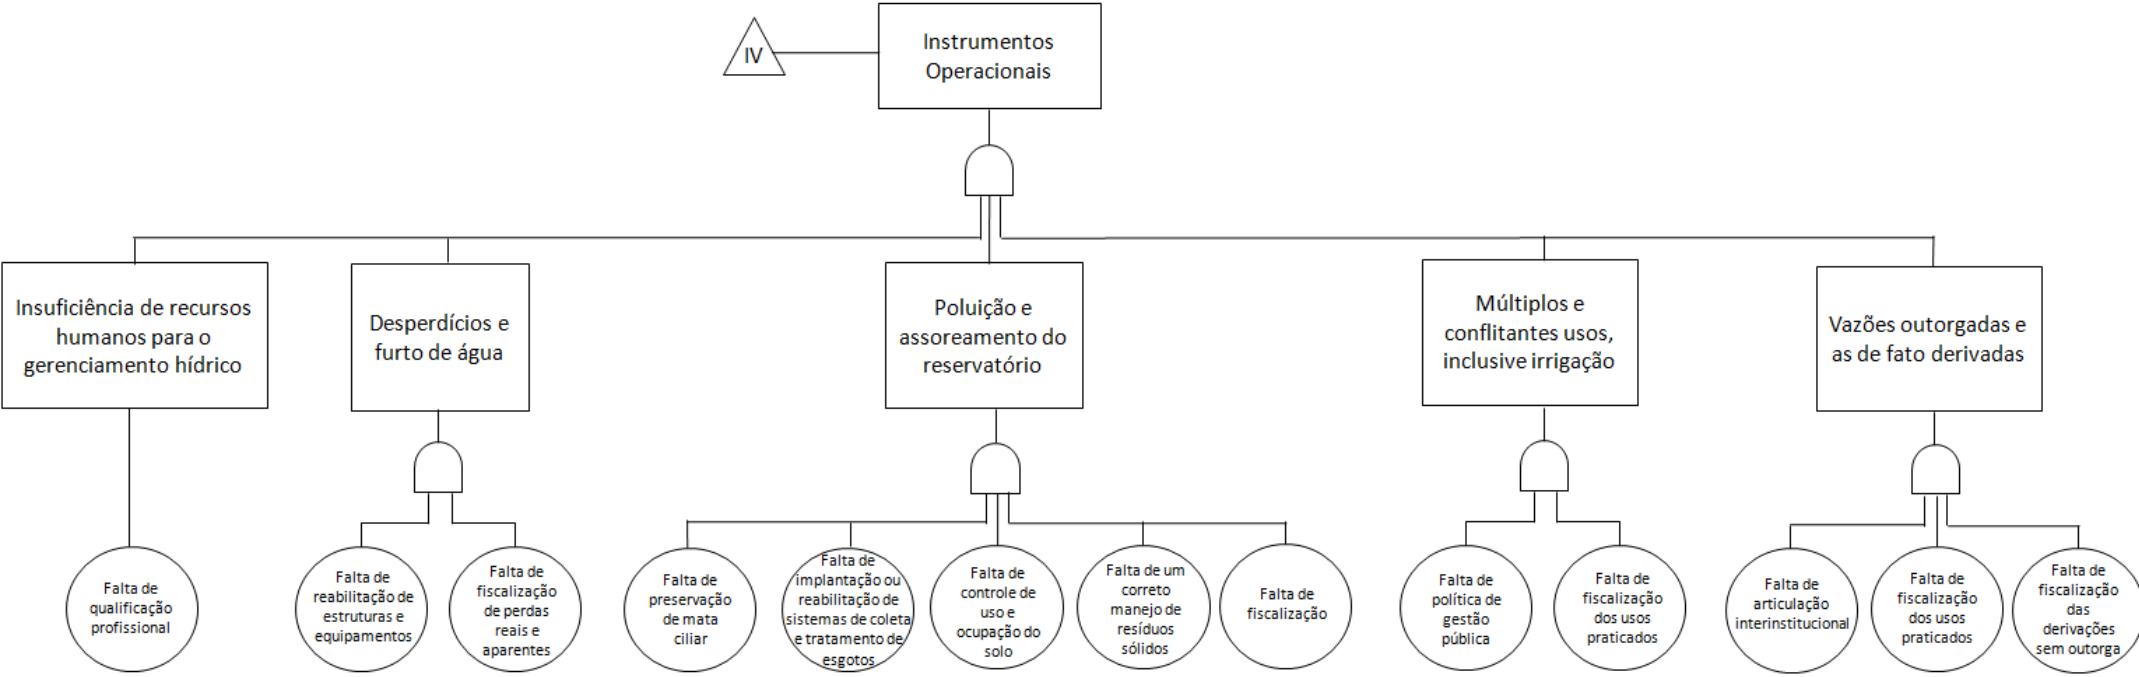 IV
Instrumentos
Operacionais
Insuficiência de recursos
humanos para o
gerenciamento hídrico
Desperdícios e
furto de água
Poluição e
assoreamento do
reservatório
Múltiplos e
conflitantes usos,
inclusive irrigação
Vazões outorgadas e
as de fato derivadas
Falta de
qualificação
profissional
Falta de
reabilitação de
estruturas e
equipamentos
Falta de
fiscalização
de perdas
reais e
aparentes
Falta de
preservação
de mata
ciliar
Falta de
implantação ou
reabilitação de
sistemas de coleta
e tratamento de
esgotos
Falta de
controle de
uso e
ocupação do
solo
Falta de um
correto
manejo de
resíduos
sólidos
Falta de
fiscalização
Falta de
política de
gestão
pública
Falta de
fiscalização
dos usos
praticados
Falta de
articulação
interinstitucional
Falta de
fiscalização
dos usos
praticados
Falta de
fiscalização
das
derivações
sem outorga